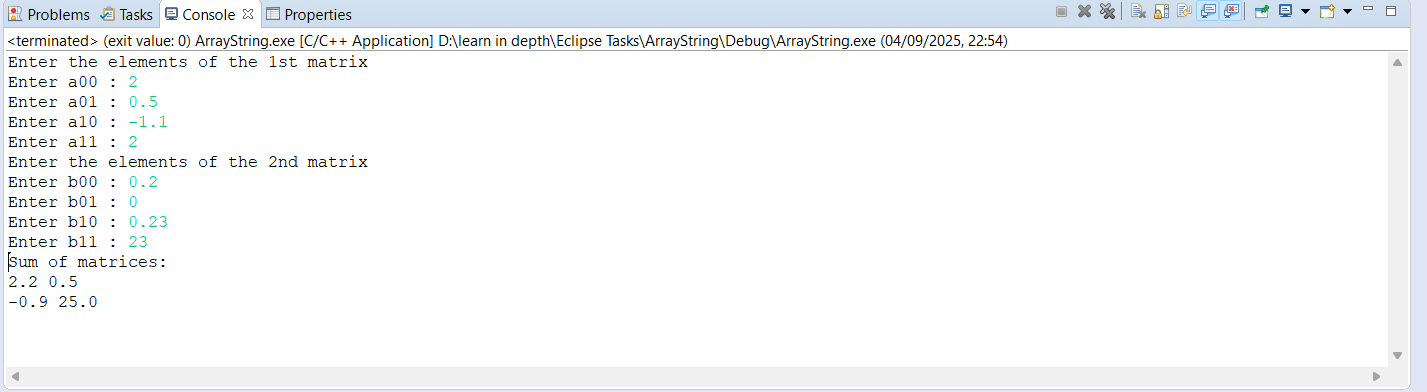 Problems Tasks Console Properties
<terminated> (exit value: 0) ArrayString.exe [C/C++ Application] D:\learn in depth\Eclipse Tasks\ArrayString\Debug\ArrayString.exe (04/09/2025, 22:54)
Enter the elements of the 1st matrix
Enter a00 : 2
Enter a01 : 0.5
Enter a10 : -1.1
Enter a11 : 2
Enter the elements of the 2nd matrix
Enter b00 : 0.2
Enter b01 : 0
Enter b10 : 0.23
Enter b11 : 23
Sum of matrices:
2.2 0.5
-0.9 25.0